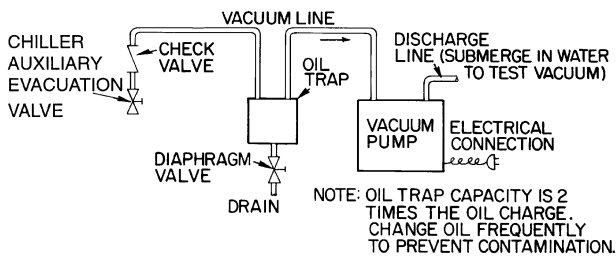 VACUUM LINE
CHILLER
AUXILIARY
EVACUATION
VALVE
CHECK
VALVE
OIL
TRAP
DISCHARGE
LINE (SUBMERGE IN WATER
TO TEST VACUUM)
VACUUM
PUMP
ELECTRICAL
CONNECTION
DIAPHRAGM
VALVE
DRAIN
NOTE: OIL TRAP CAPACITY IS 2
TIMES THE OIL CHARGE.
CHANGE OIL FREQUENTLY
TO PREVENT CONTAMINATION.